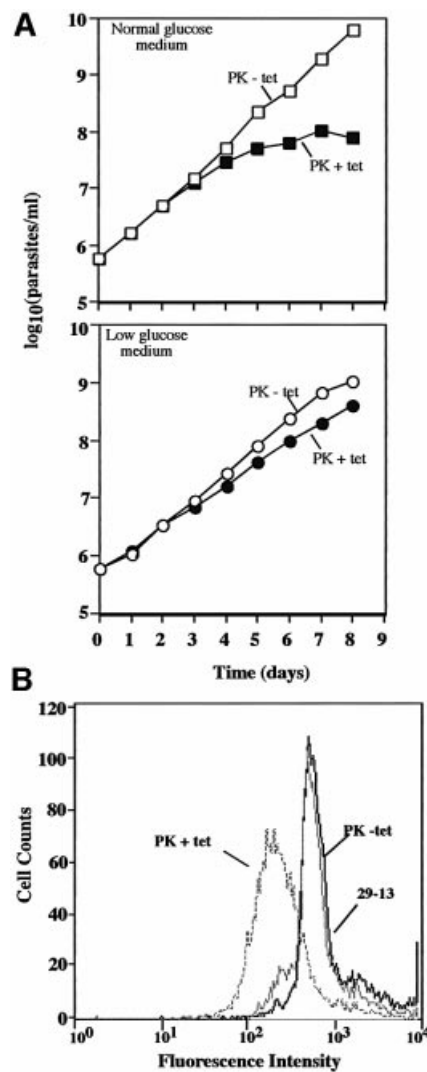 A
Normal glucose
medium
10
9
8
7
6
5
PK - tet
PK + tet
log10(parasites/ml)
Low glucose
medium
10
9
8
7
6
5
PK - tet
PK + tet
0 1 2 3 4 5 6 7 8 9
Time (days)
B
120
100
80
60
40
20
0
Cell Counts
PK + tet
PK -tet
29-13
10^0 10^1 10^2 10^3 10^4
Fluorescence Intensity